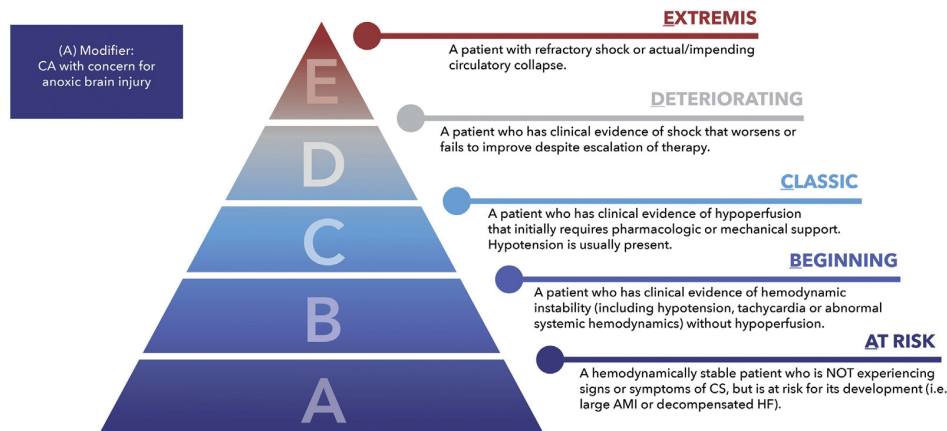 (A) Modifier:
CA with concern for
anoxic brain injury
E
EXTREMIS
A patient with refractory shock or actual/impending
circulatory collapse.
D
DETERIORATING
A patient who has clinical evidence of shock that worsens or
fails to improve despite escalation of therapy.
C
CLASSIC
A patient who has clinical evidence of hypoperfusion
that initially requires pharmacologic or mechanical support.
Hypotension is usually present.
B
BEGINNING
A patient who has clinical evidence of hemodynamic
instability (including hypotension, tachycardia or abnormal
systemic hemodynamics) without hypoperfusion.
A
AT RISK
A hemodynamically stable patient who is NOT experiencing
signs or symptoms of CS, but is at risk for its development (i.e.
large AMI or decompensated HF).